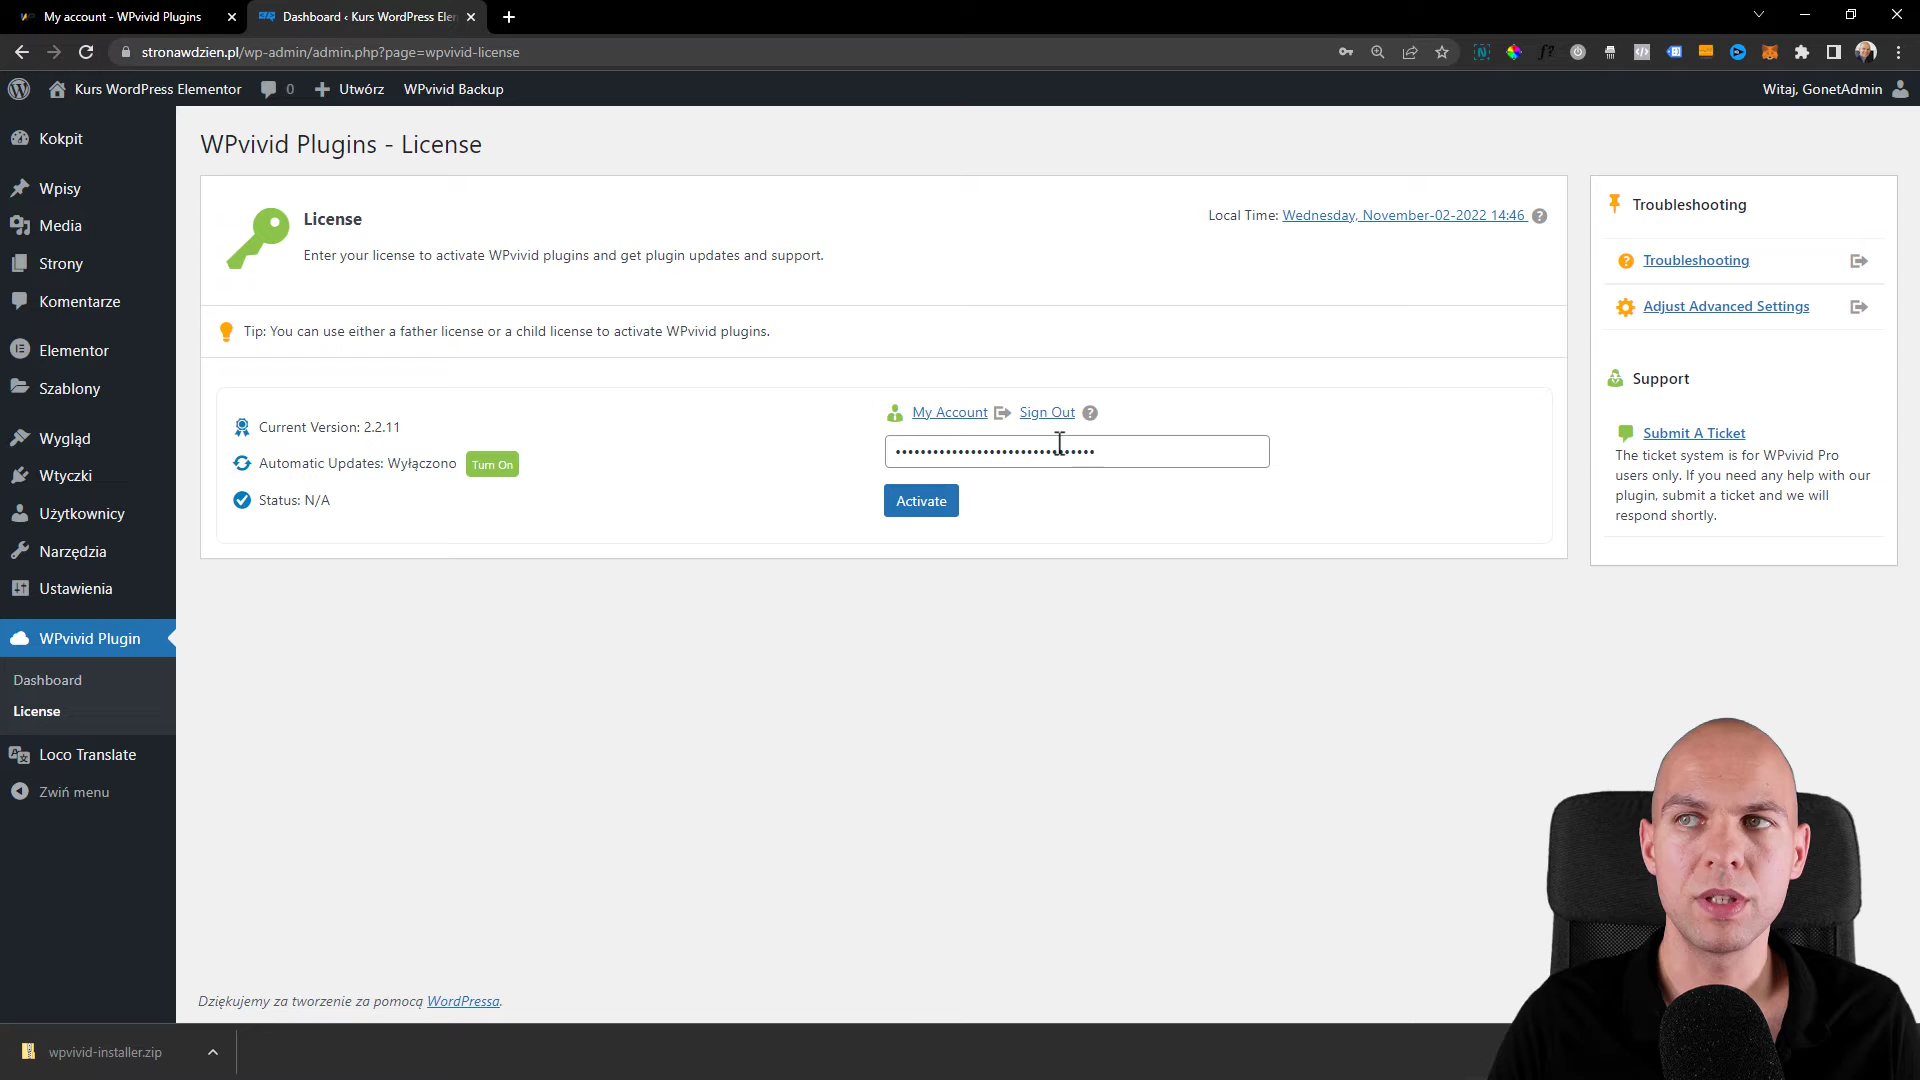 My account - WPvivid Plugins
Dashboard ‹ Kurs WordPress Eler
stronawdzien.pl/wp-admin/admin.php?page=wpvivid-license
Kurs WordPress Elementor
0
Utwórz
WPvivid Backup
Witaj, GonetAdmin
Kokpit
Wpisy
Media
Strony
Komentarze
Elementor
Szablony
Wygląd
Wtyczki
Użytkownicy
Narzędzia
Ustawienia
WPvivid Plugin
Dashboard
License
Loco Translate
Zwiń menu
WPvivid Plugins - License
License
Local Time: Wednesday, November-02-2022 14:46
Enter your license to activate WPvivid plugins and get plugin updates and support.
Tip: You can use either a father license or a child license to activate WPvivid plugins.
Current Version: 2.2.11
Automatic Updates: Wyłączono
Turn On
Status: N/A
My Account
Sign Out
••••••••••••••••••••••••••••••••
Activate
Troubleshooting
Troubleshooting
Adjust Advanced Settings
Support
Submit A Ticket
The ticket system is for WPvivid Pro
users only. If you need any help with our
plugin, submit a ticket and we will
respond shortly.
Dziękujemy za tworzenie za pomocą WordPressa.
wpvivid-installer.zip